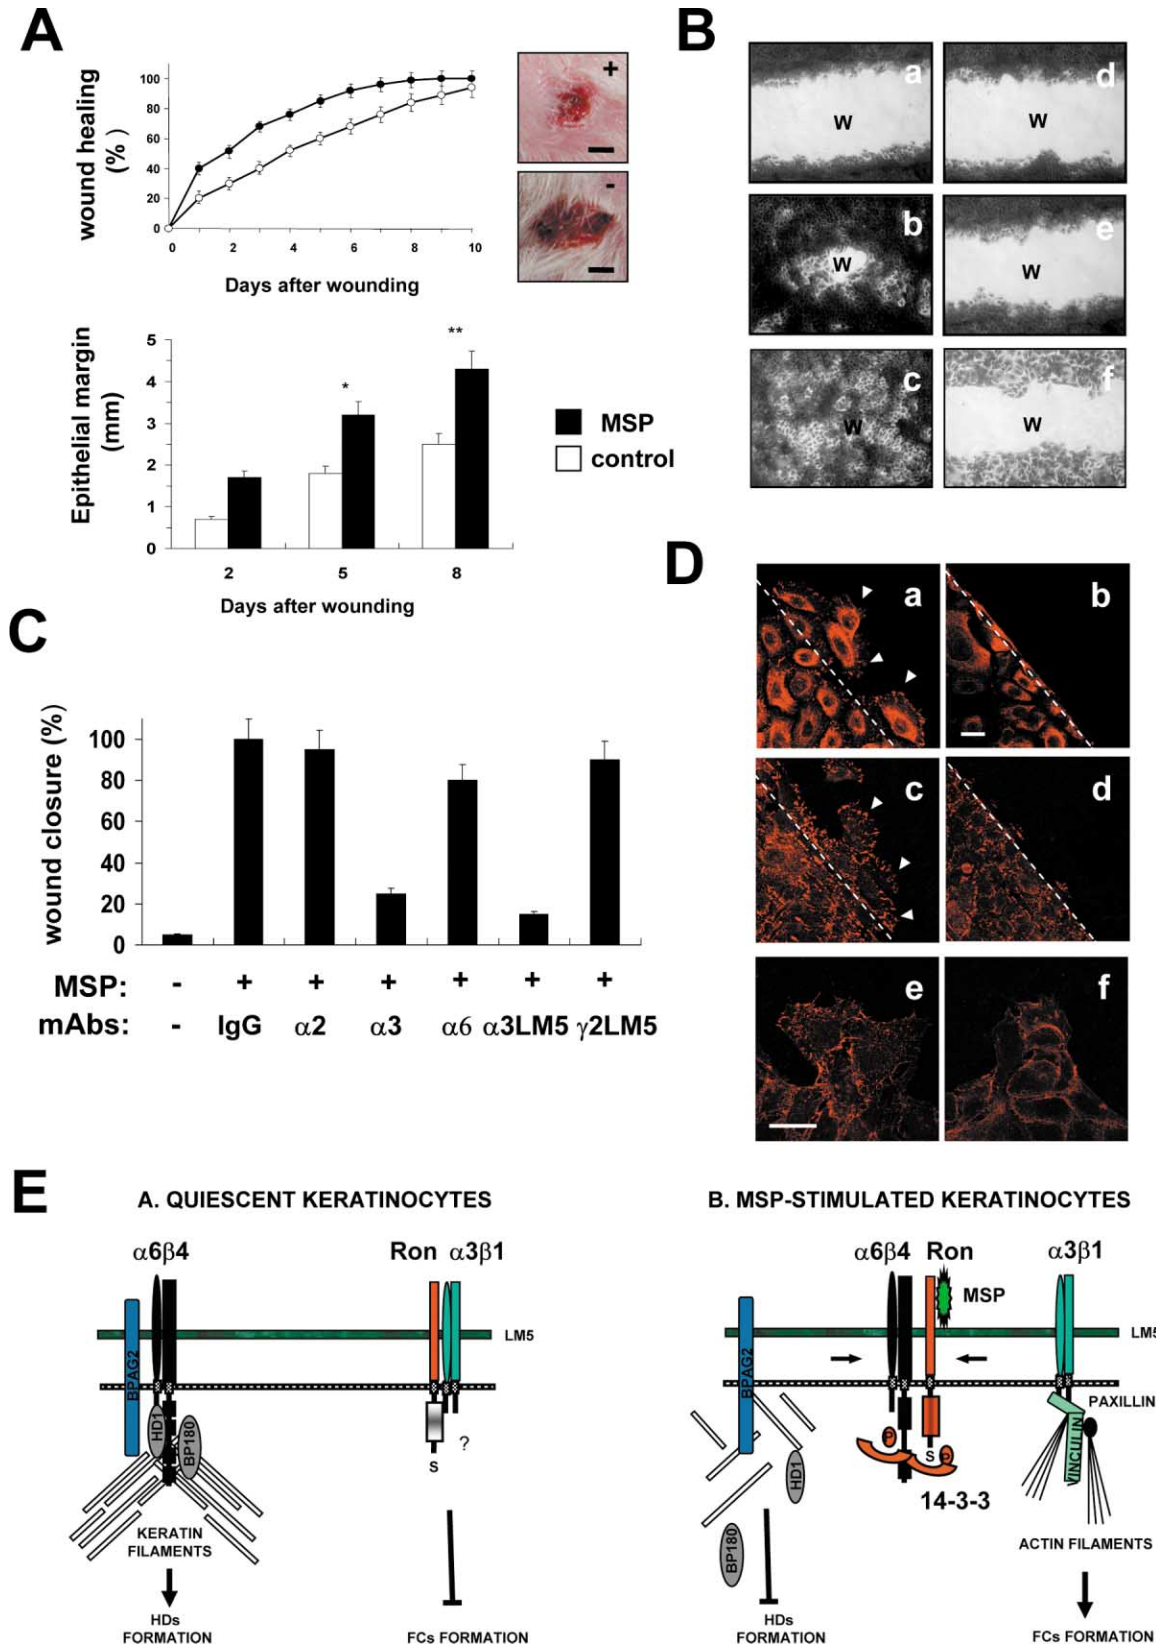 A
100
80
60
40
20
0
wound healing
(% )
0 2 4 6 8 10
Days after wounding
+
-
5
4
3
2
1
0
Epithelial margin
(mm)
* **
2 5 8
Days after wounding
MSP
control
B
a
W
d
W
b
W
e
W
c
W
f
W
C
100
80
60
40
20
0
wound closure (%)
MSP: - + + + + + +
mAbs: - IgG α2 α3 α6 α3LM5 γ2LM5
D
a
b
c
d
e
f
E
A. QUIESCENT KERATINOCYTES
α6β4
Ron α3β1
LM5
BPAG2
HD1
BP180
?
S
KERATIN
FILAMENTS
HDs
FORMATION
FCs FORMATION
B. MSP-STIMULATED KERATINOCYTES
α6β4 Ron
α3β1
MSP
LM5
BPAG2
PAXILLIN
VINCULIN
HD1
P
S
P
14-3-3
BP180
ACTIN FILAMENTS
HDs
FORMATION
FCs FORMATION